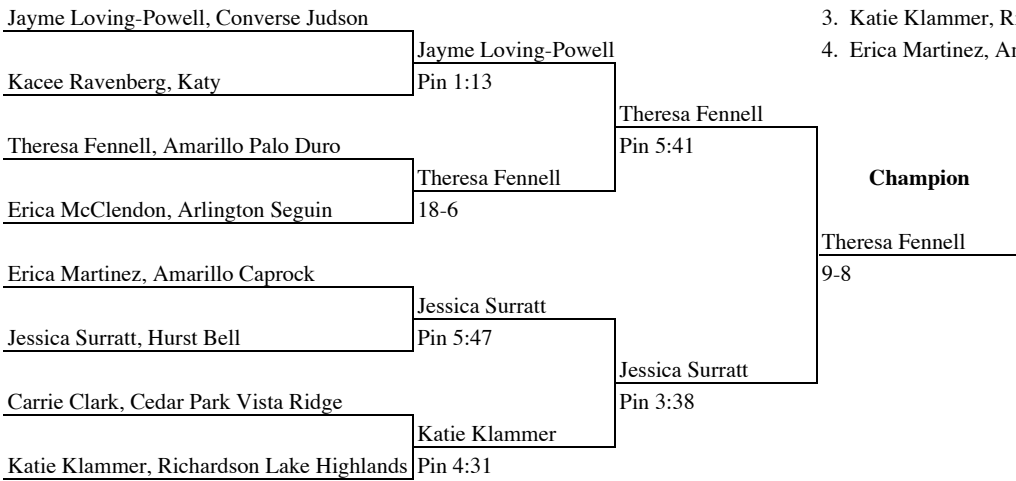 Jayme Loving-Powell, Converse Judson
3. Katie Klammer,
Jayme Loving-Powell
4. Erica Martinez,
Kacee Ravenberg, Katy
Pin 1:13
Theresa Fennell
Theresa Fennell, Amarillo Palo Duro
Pin 5:41
Theresa Fennell
Champion
Erica McClendon, Arlington Seguin
18-6
Theresa Fennell
Erica Martinez, Amarillo Caprock
9-8
Jessica Surratt
Jessica Surratt, Hurst Bell
Pin 5:47
Jessica Surratt
Carrie Clark, Cedar Park Vista Ridge
Pin 3:38
Katie Klammer
Katie Klammer, Richardson Lake Highlands
Pin 4:31